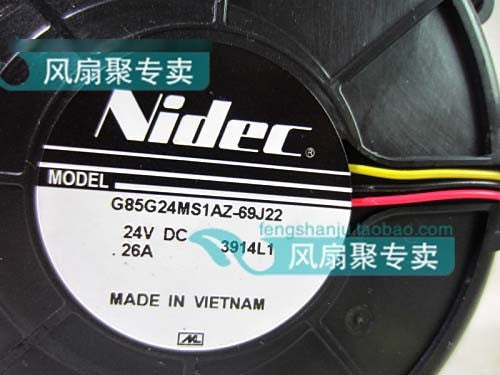 风扇聚专卖
Nidec®
MODEL
G85G24MS1AZ-69J22
24V DC 3914L1
.26A
fengshanju.taobao.com
风扇聚专卖
MADE IN VIETNAM